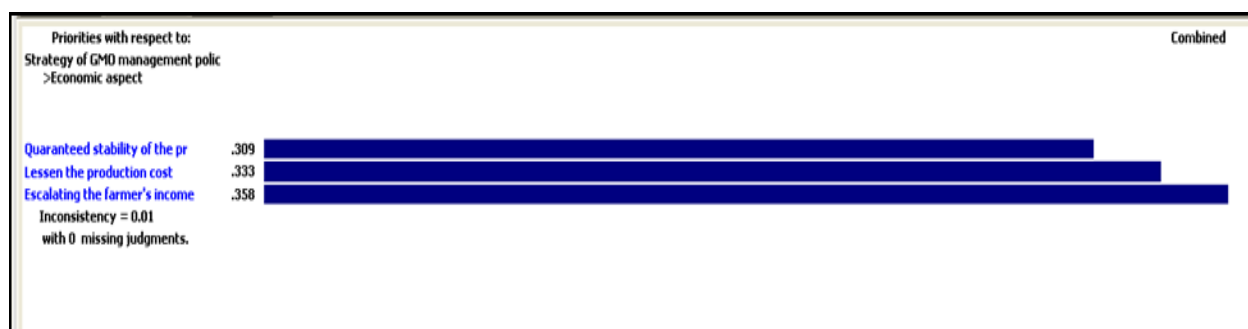 Priorities with respect to: Combined
Strategy of GMO management polic
>Economic aspect
Quaranteed stability of the pr .309
Lessen the production cost .333
Escalating the farmer's income .358
Inconsistency = 0.01
with 0 missing judgments.